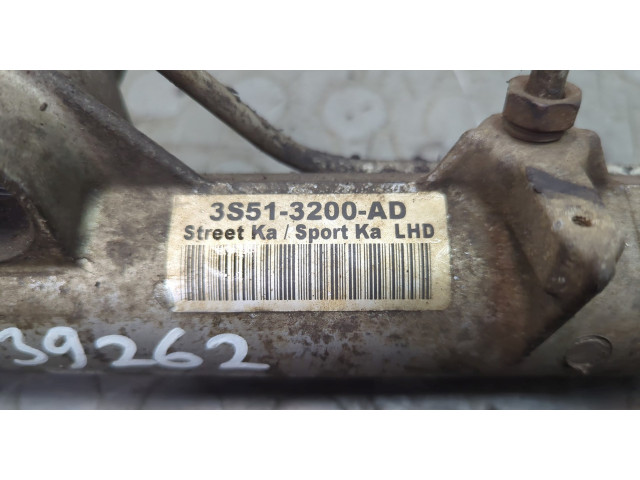 3S51-3200-AD
Street Ka / Sport Ka LHD
39262